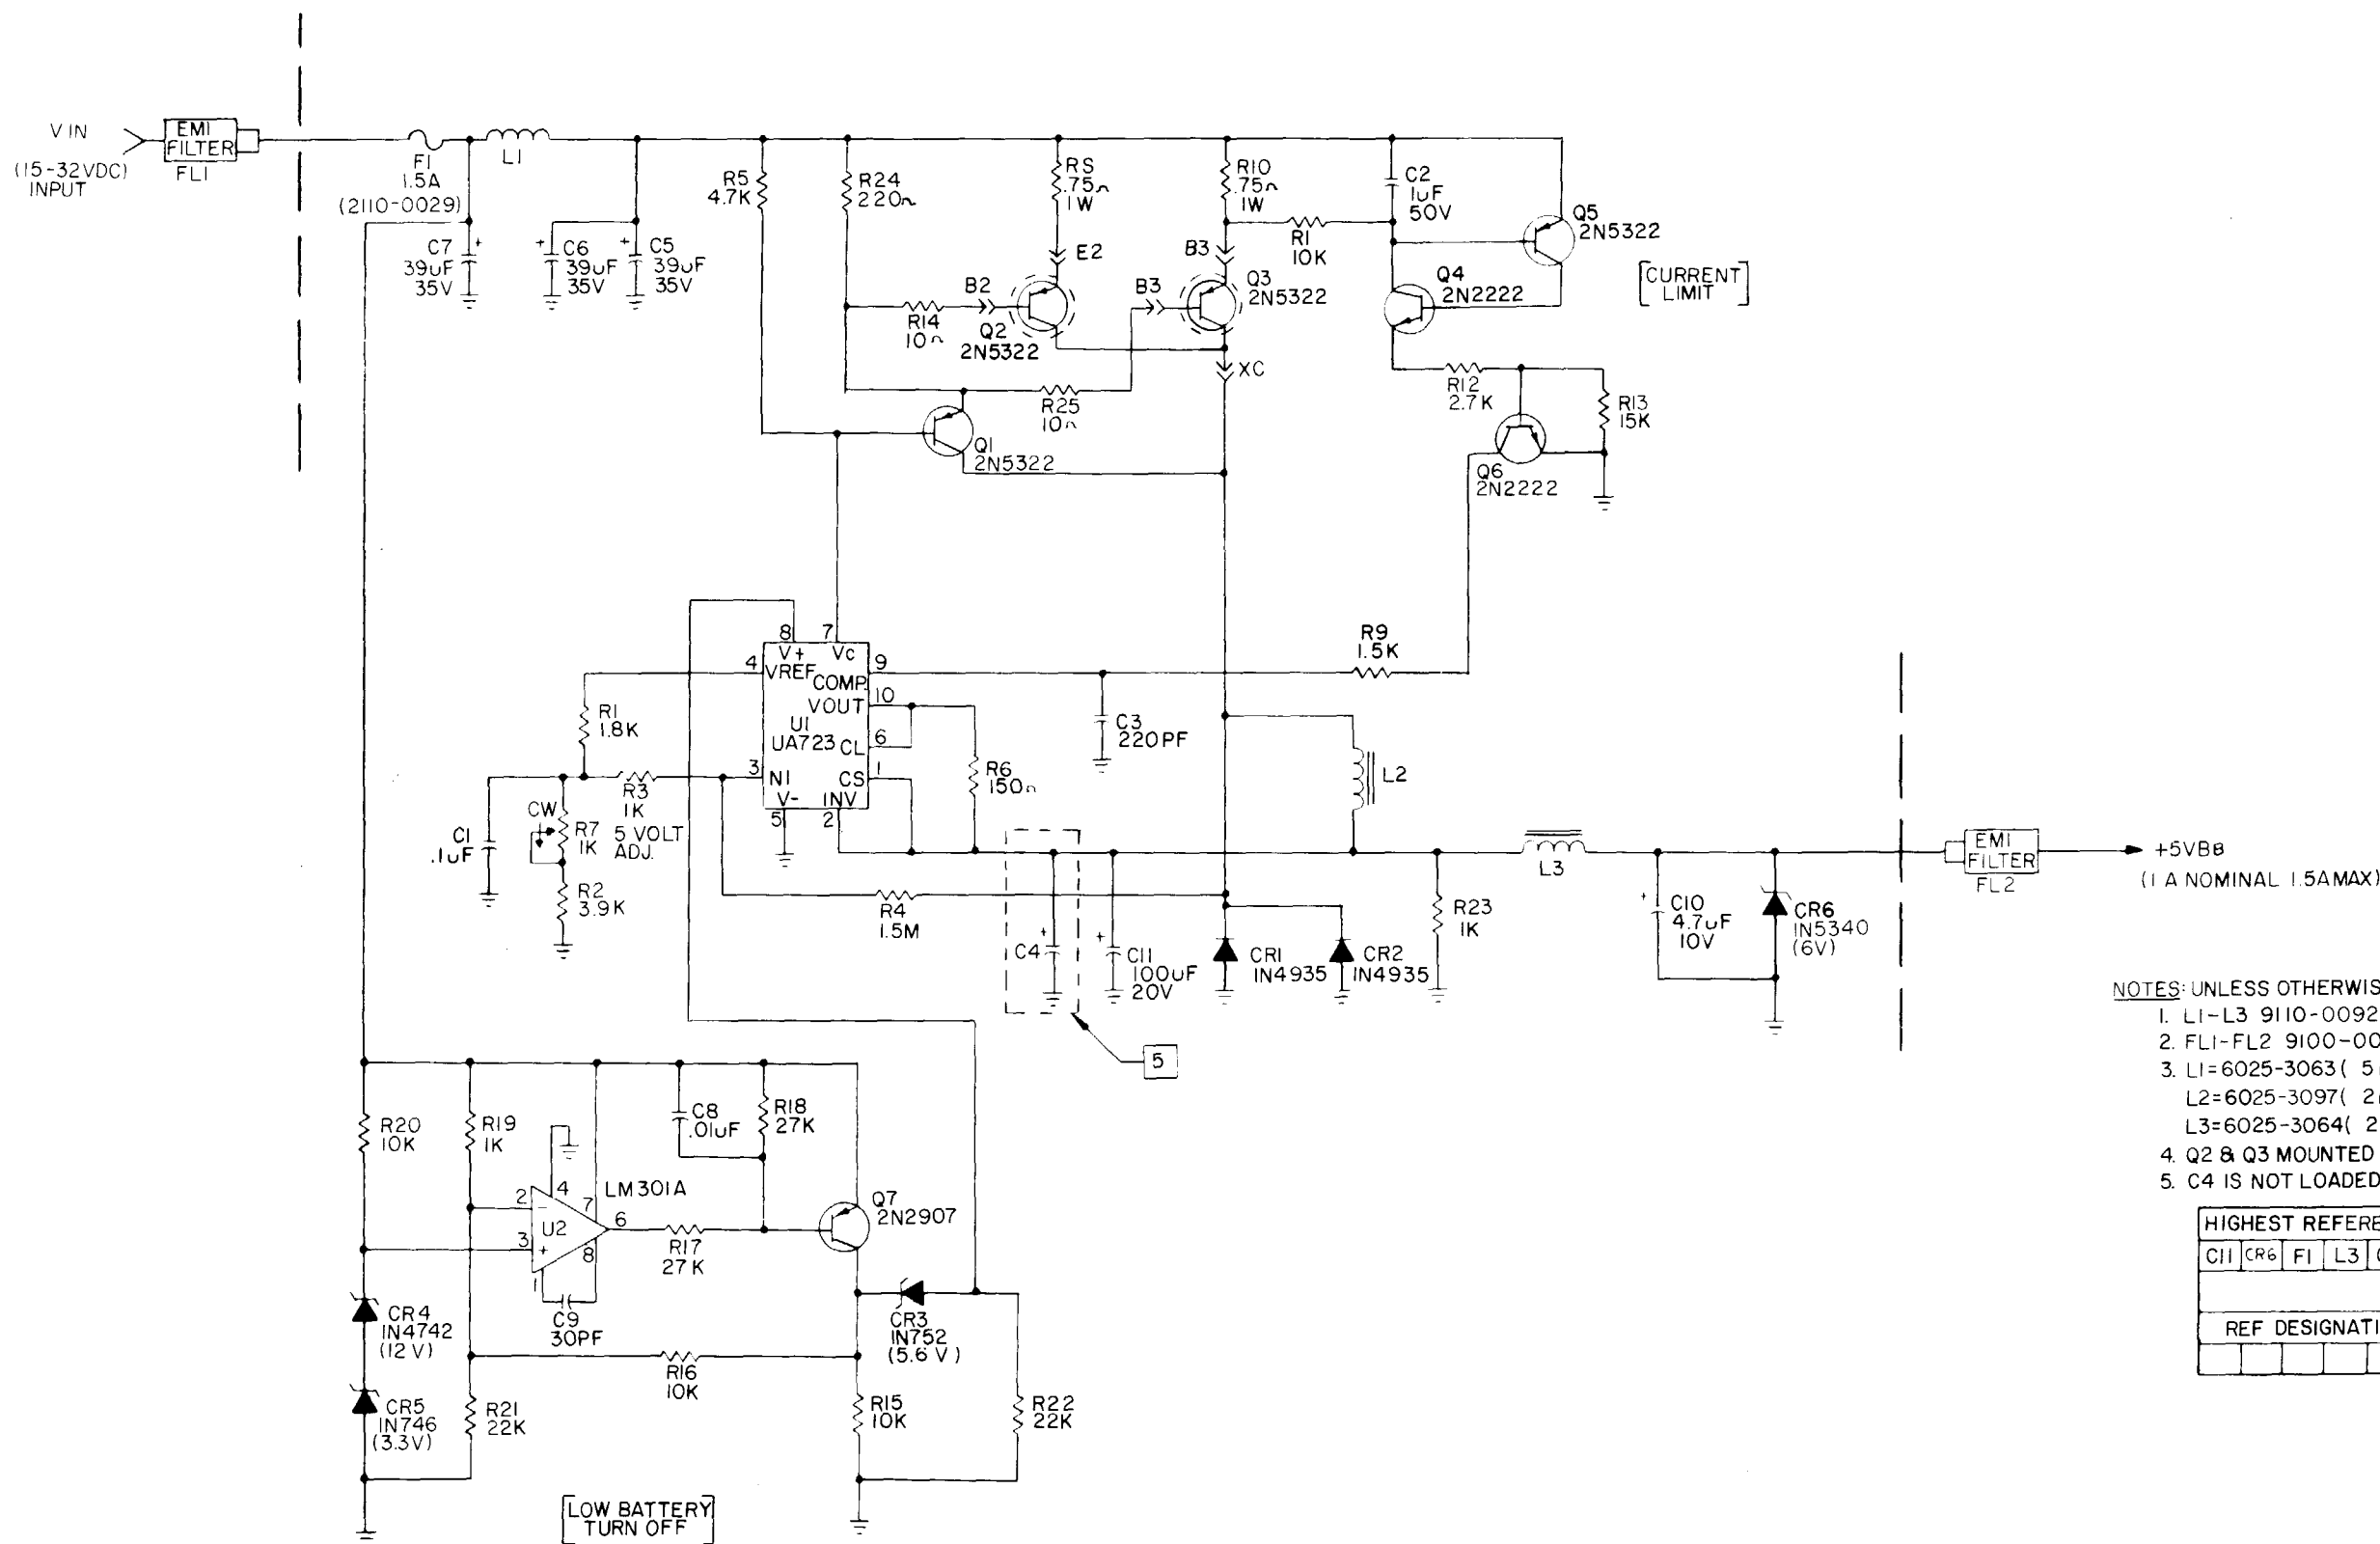 V IN
(15-32VDC)
INPUT
EMI
FILTER
FL1
F1
1.5A
(2110-0029)
L1
C7
39uF
35V
C6
39uF
35V
C5
39uF
35V
R5
4.7K
R24
220Ω
RS
.75Ω
1W
E2
R10
.75Ω
1W
B3
R1
10K
C2
1uF
50V
Q5
2N5322
[CURRENT
LIMIT]
B2
R14
10Ω
Q2
2N5322
B3
Q3
2N5322
XC
Q4
2N2222
R12
2.7K
R13
15K
Q6
2N2222
R25
10Ω
Q1
2N5322
8
7
V+
Vc
4
VREF
9
COMP.
10
VOUT
U1
UA723
CL
6
3
NI
CS
1
V-
INV
5
2
R1
1.8K
R3
1K
5 VOLT
ADJ.
CW
R7
1K
C1
.1uF
R2
3.9K
R6
150Ω
C3
220PF
R9
1.5K
L2
R4
1.5M
C4
C11
100uF
20V
CR1
1N4935
CR2
1N4935
R23
1K
L3
C10
4.7uF
10V
CR6
1N5340
(6V)
EMI
FILTER
FL2
+5VBB
(1 A NOMINAL 1.5A MAX)
5
NOTES: UNLESS OTHERWIS
1. L1-L3 9110-0092
2. FL1-FL2 9100-00
3. L1=6025-3063( 5
L2=6025-3097( 2
L3=6025-3064( 2
4. Q2 & Q3 MOUNTED
5. C4 IS NOT LOADED
HIGHEST REFERE
C11 CR6 F1 L3
REF DESIGNATI
R20
10K
R19
1K
C8
.01uF
R18
27K
LM301A
2
4
7
U2
6
3
8
1
R17
27K
Q7
2N2907
C9
30PF
CR4
1N4742
(12V)
CR3
1N752
(5.6V)
R16
10K
CR5
1N746
(3.3V)
R21
22K
R15
10K
R22
22K
[LOW BATTERY
TURN OFF]